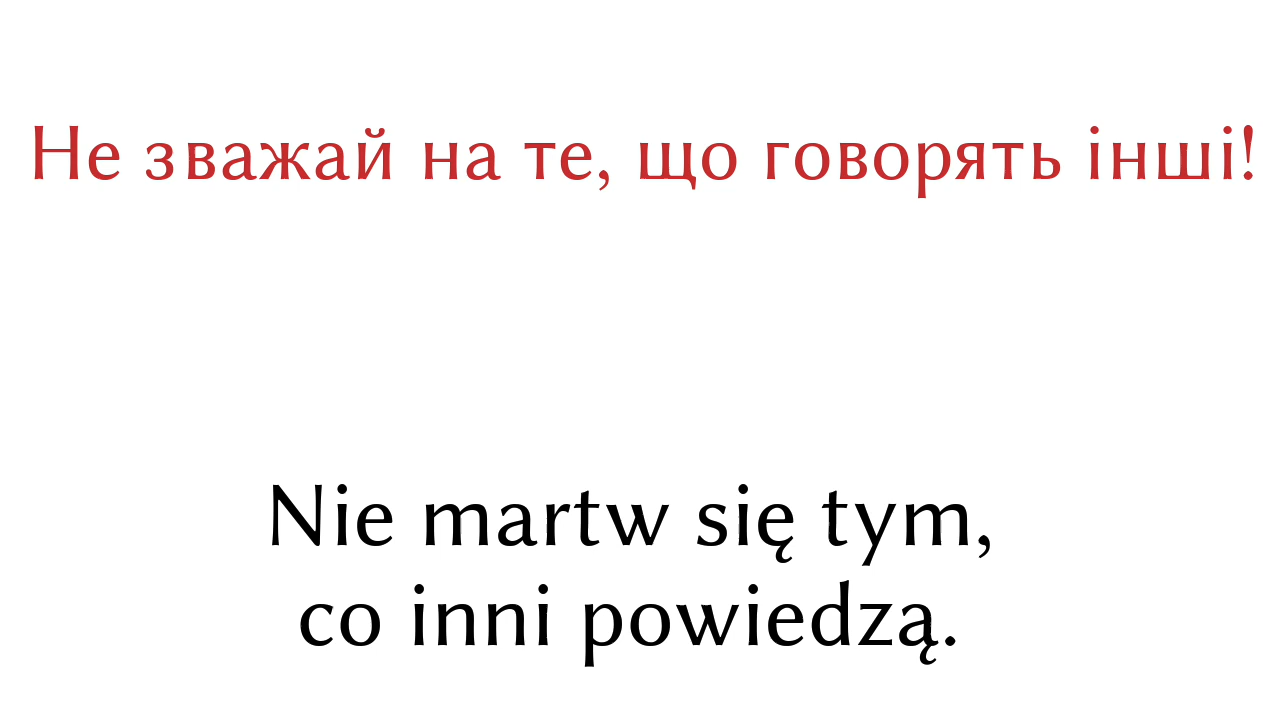 Не зважай на те, що говорять інші!
Nie martw się tym,
co inni powiedzą.